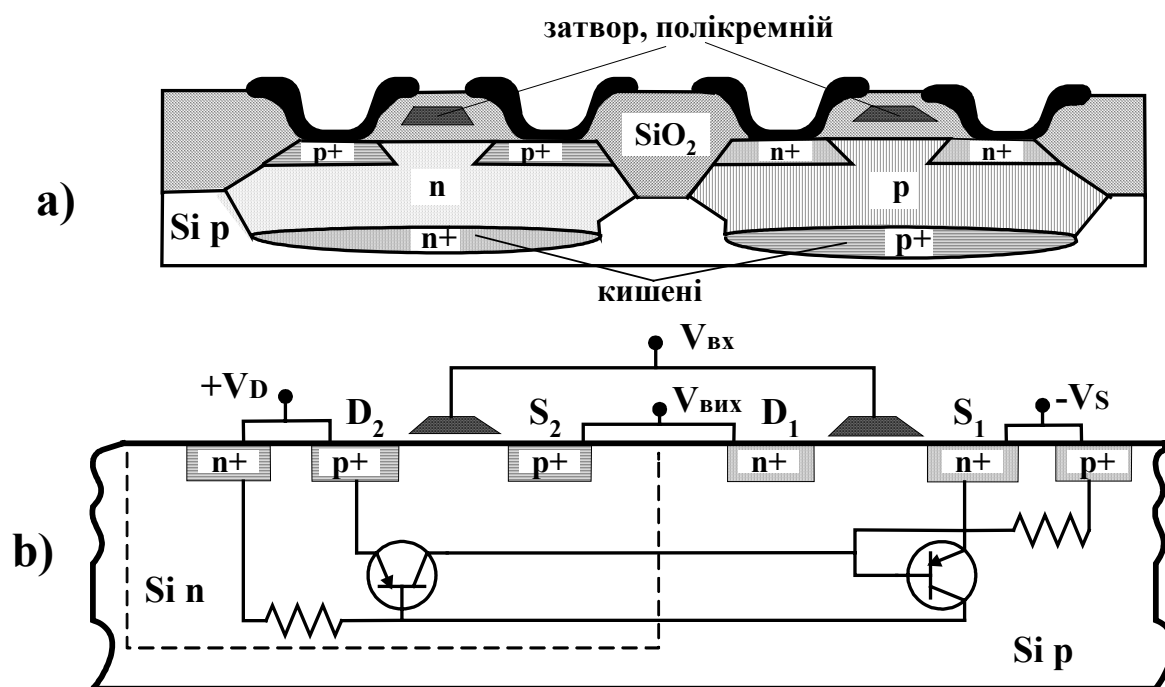 затвор, полікремній
p+ p+ SiO2 n+ n+
n p
а)
Si p
n+ p+
кишені
Vвх
+VD D2 S2 Vвих D1 S1 -VS
n+ p+ p+ n+ n+ p+
b)
Si n
Si p